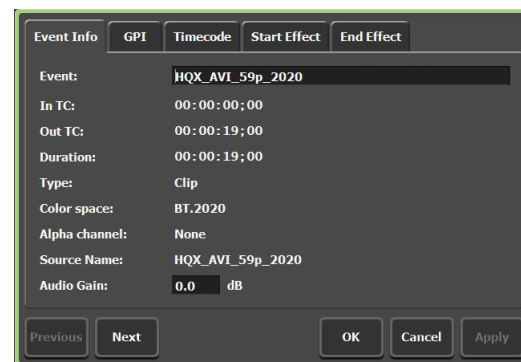 Event Info GPI Timecode Start Effect End Effect
Event: HQX_AVI_59p_2020
In TC: 00:00:00;00
Out TC: 00:00:19;00
Duration: 00:00:19;00
Type: Clip
Color space: BT.2020
Alpha channel: None
Source Name: HQX_AVI_59p_2020
Audio Gain: 0.0 dB
Previous Next OK Cancel Apply